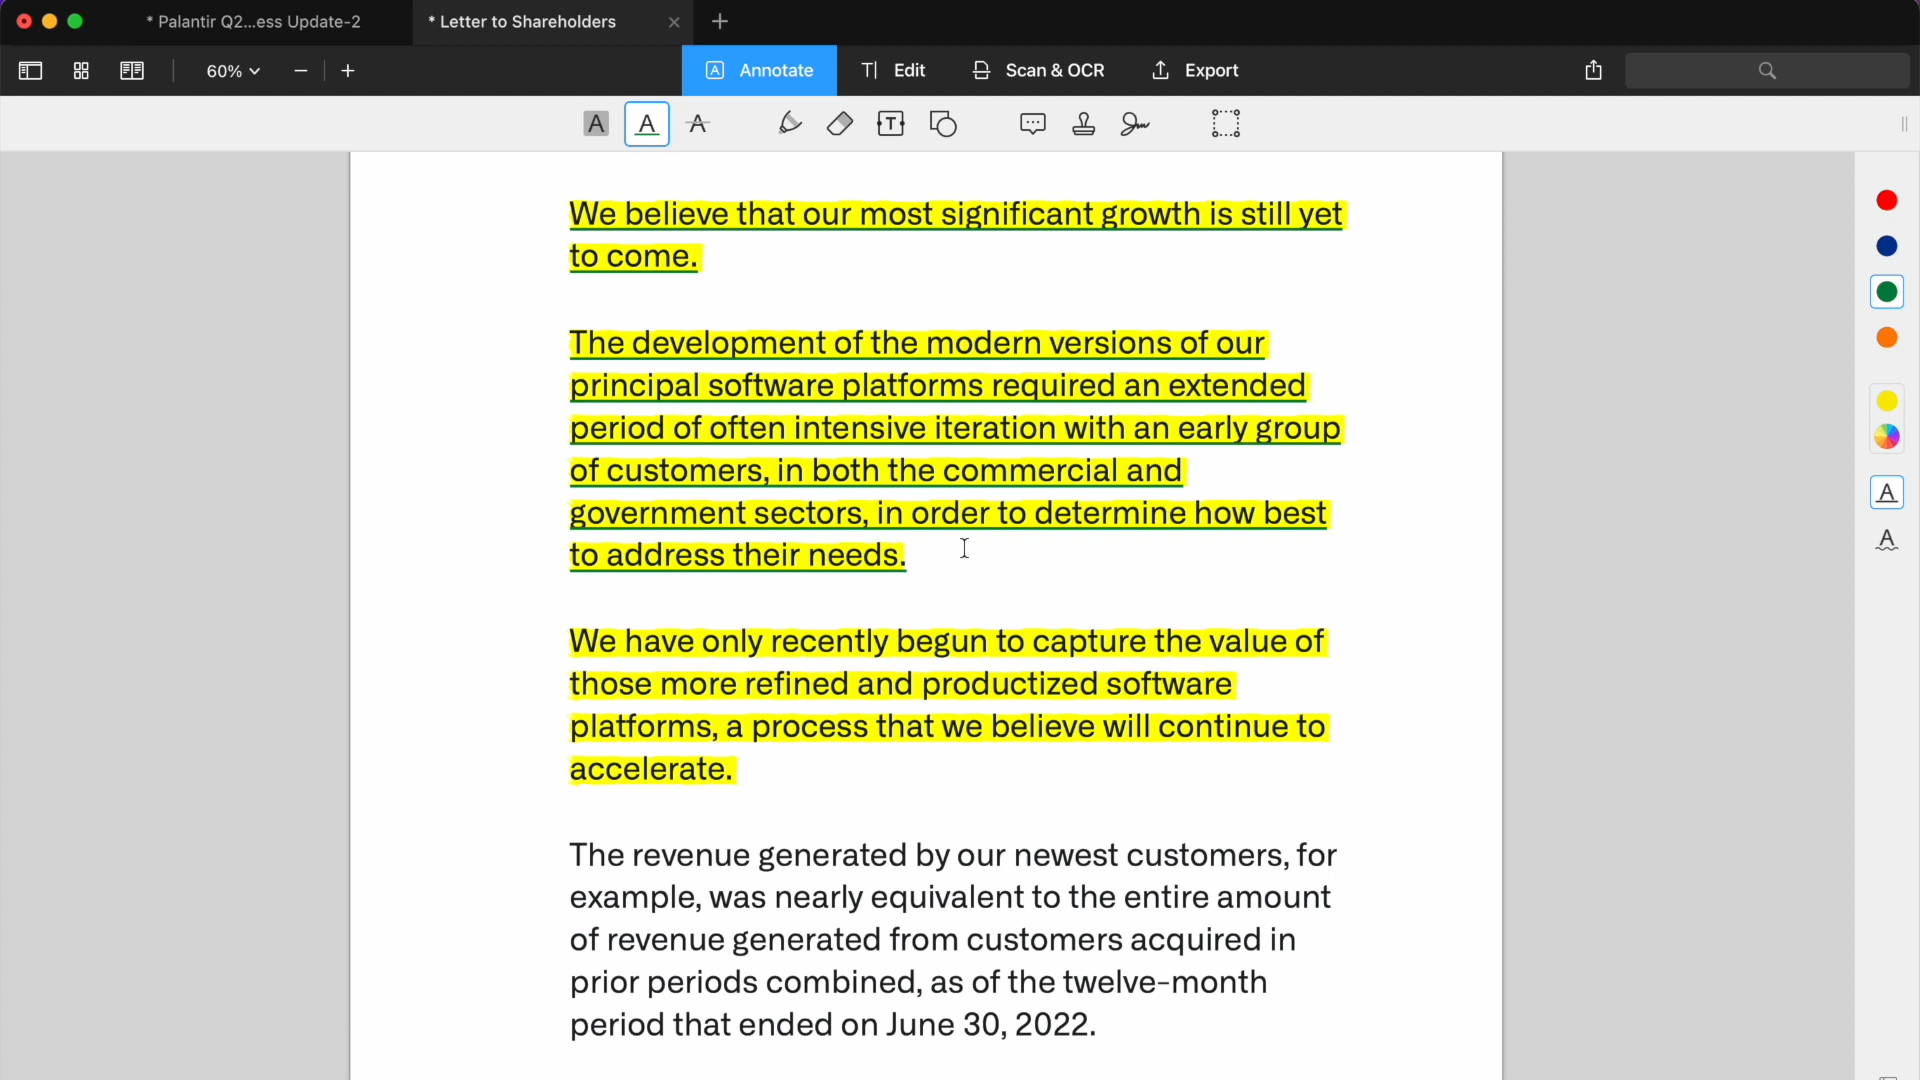 * Palantir Q2...ess Update-2
* Letter to Shareholders
60%
Annotate
Edit
Scan & OCR
Export
We believe that our most significant growth is still yet
to come.
The development of the modern versions of our
principal software platforms required an extended
period of often intensive iteration with an early group
of customers, in both the commercial and
government sectors, in order to determine how best
to address their needs.
We have only recently begun to capture the value of
those more refined and productized software
platforms, a process that we believe will continue to
accelerate.
The revenue generated by our newest customers, for
example, was nearly equivalent to the entire amount
of revenue generated from customers acquired in
prior periods combined, as of the twelve-month
period that ended on June 30, 2022.